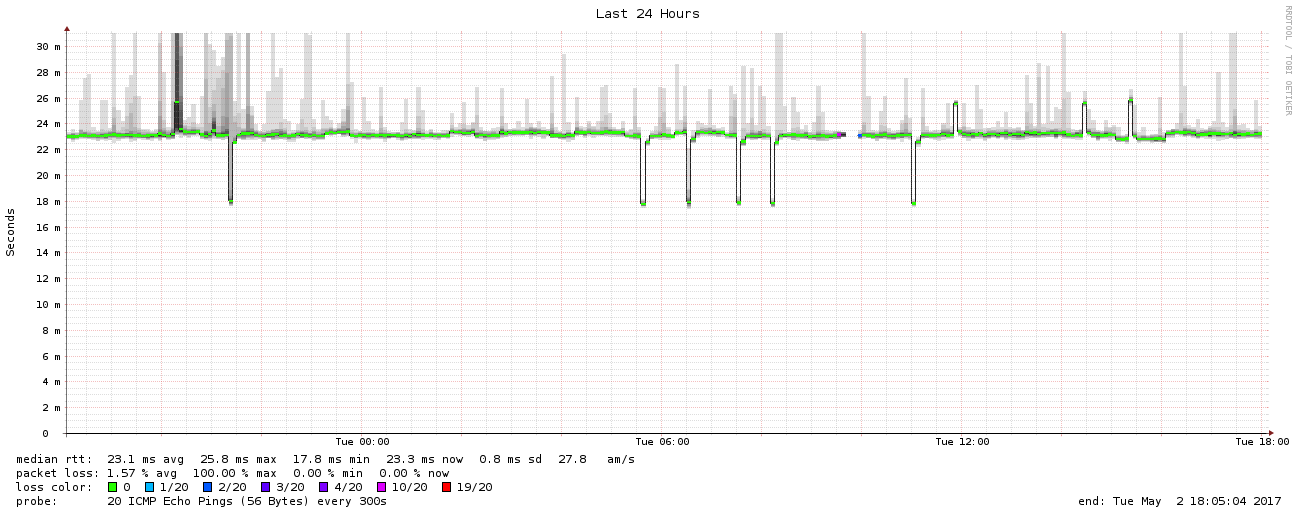 Last 24 Hours
RRDTOOL / TOBI OETIKER
Seconds
30 m
28 m
26 m
24 m
22 m
20 m
18 m
16 m
14 m
12 m
10 m
8 m
6 m
4 m
2 m
0
Tue 00:00 Tue 06:00 Tue 12:00 Tue 18:00
median rtt: 23.1 ms avg 25.8 ms max 17.8 ms min 23.3 ms now 0.8 ms sd 27.8 am/s
packet loss: 1.57 % avg 100.00 % max 0.00 % min 0.00 % now
loss color: 0 1/20 2/20 3/20 4/20 10/20 19/20
probe: 20 ICMP Echo Pings (56 Bytes) every 300s end: Tue May 2 18:05:04 2017